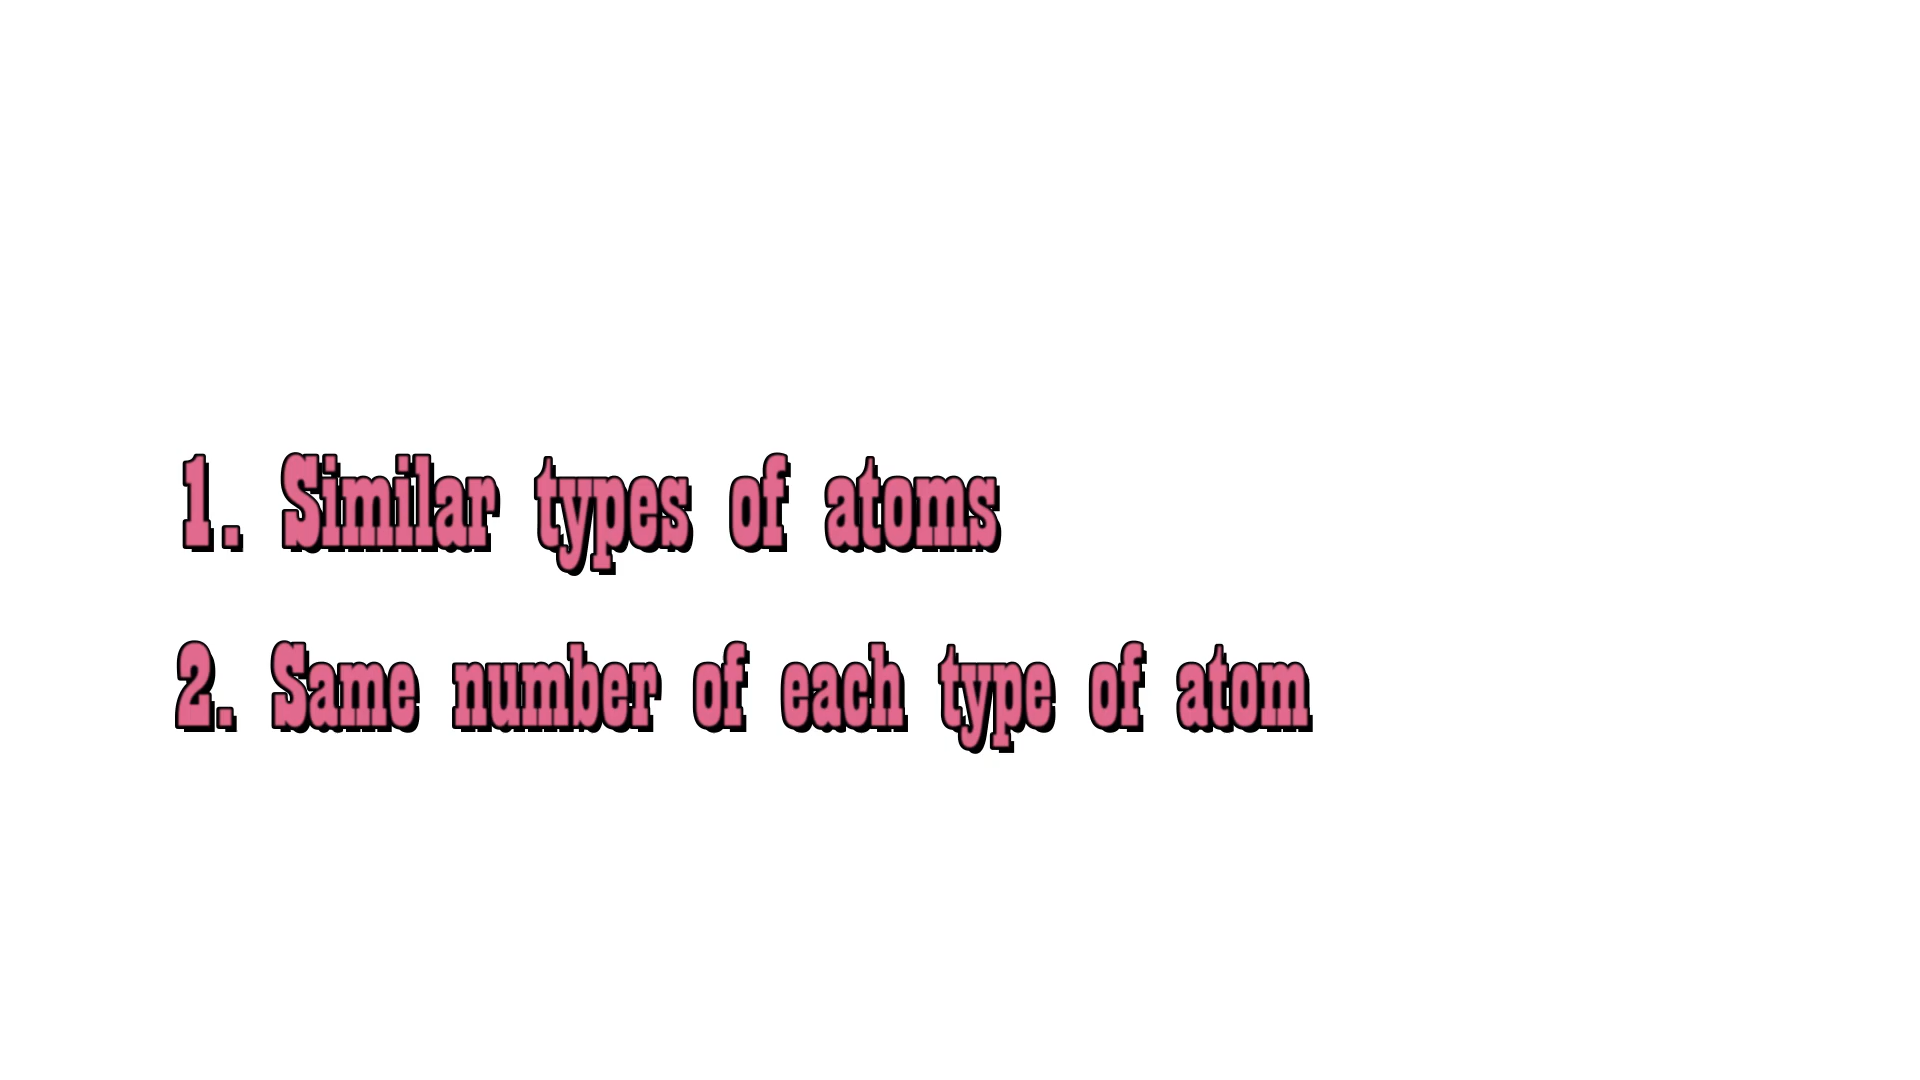 1. Similar types of atoms
2. Same number of each type of atom